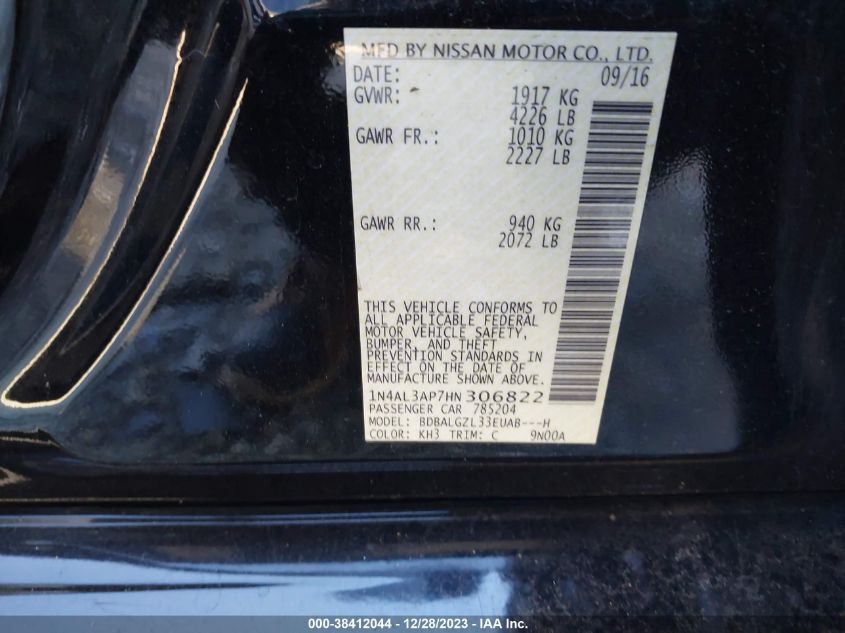 MFD BY NISSAN MOTOR CO., LTD.
DATE: 09/16
GVWR: 1917 KG
4226 LB
GAWR FR.: 1010 KG
2227 LB
GAWR RR.: 940 KG
2072 LB
THIS VEHICLE CONFORMS TO
ALL APPLICABLE FEDERAL
MOTOR VEHICLE SAFETY,
BUMPER, AND THEFT
PREVENTION STANDARDS IN
EFFECT ON THE DATE OF
MANUFACTURE SHOWN ABOVE.
1N4AL3AP7HN306822
PASSENGER CAR 785204
MODEL: BDBALGZL33EUAB---H
COLOR: KH3 TRIM: C 9N00A
000-38412044 - 12/28/2023 - IAA Inc.